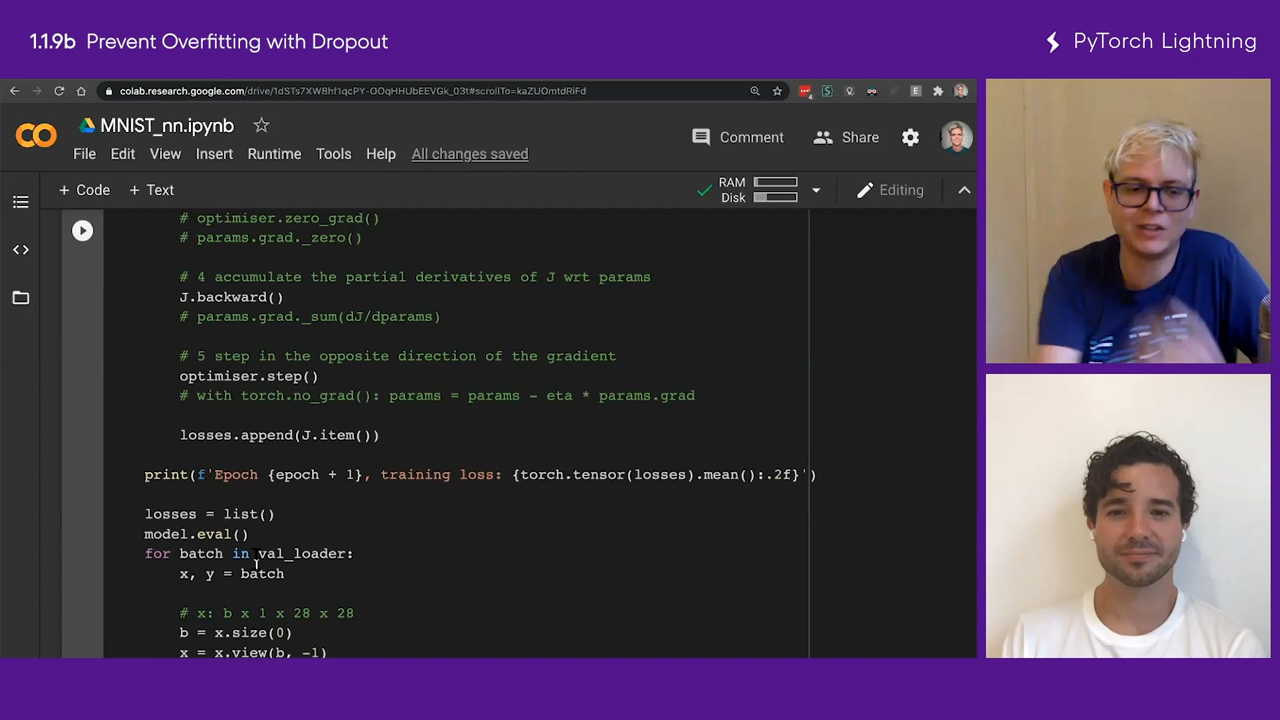 1.1.9b Prevent Overfitting with Dropout
PyTorch Lightning
colab.research.google.com/drive/1dSTs7XW8hf1qcPY-OOqHHUbEEVGk_03t#scrollTo=kaZUOmtdRiFd
MNIST_nn.ipynb
Comment
Share
File Edit View Insert Runtime Tools Help All changes saved
+ Code + Text
RAM
Disk
Editing
# optimiser.zero_grad()
# params.grad._zero()
# 4 accumulate the partial derivatives of J wrt params
J.backward()
# params.grad._sum(dJ/dparams)
# 5 step in the opposite direction of the gradient
optimiser.step()
# with torch.no_grad(): params = params - eta * params.grad
losses.append(J.item())
print(f'Epoch {epoch + 1}, training loss: {torch.tensor(losses).mean():.2f}')
losses = list()
model.eval()
for batch in val_loader:
x, y = batch
# x: b x 1 x 28 x 28
b = x.size(0)
x = x.view(b, -1)